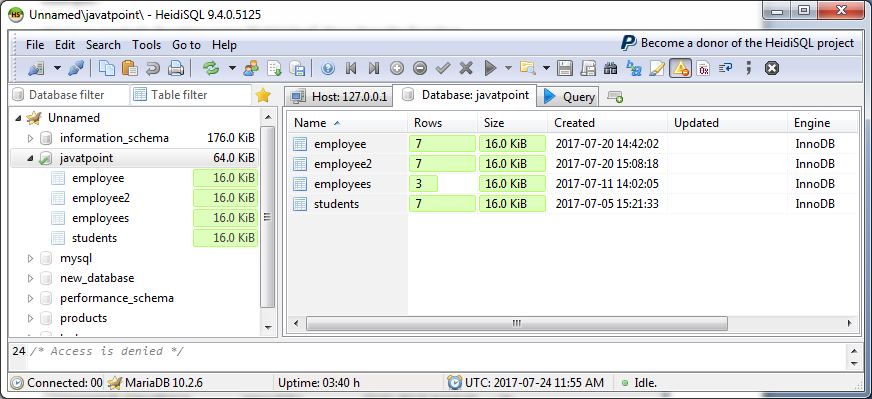 Unnamed\javatpoint\ - HeidiSQL 9.4.0.5125
File Edit Search Tools Go to Help
Become a donor of the HeidiSQL project
Database filter Table filter
Host: 127.0.0.1 Database: javatpoint Query
Unnamed
information_schema 176.0 KiB
javatpoint 64.0 KiB
employee 16.0 KiB
employee2 16.0 KiB
employees 16.0 KiB
students 16.0 KiB
mysql
new_database
performance_schema
products
Name Rows Size Created Updated Engine
employee 7 16.0 KiB 2017-07-20 14:42:02 InnoDB
employee2 7 16.0 KiB 2017-07-20 15:08:18 InnoDB
employees 3 16.0 KiB 2017-07-11 14:02:05 InnoDB
students 7 16.0 KiB 2017-07-05 15:21:33 InnoDB
24 /* Access is denied */
Connected: 00 MariaDB 10.2.6 Uptime: 03:40 h UTC: 2017-07-24 11:55 AM Idle.